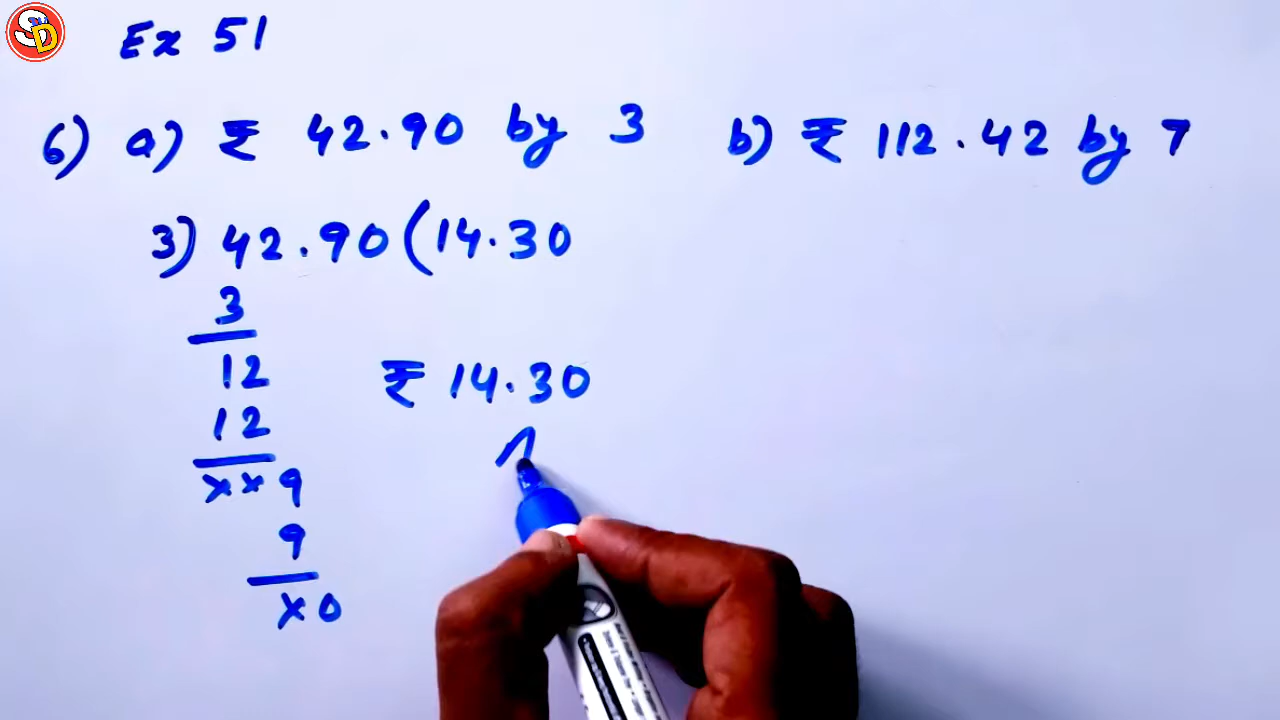 SD
Ex 51
6) a) ₹ 42.90 by 3 b) ₹ 112.42 by 7
3) 42.90 (14.30
3
12
₹ 14.30
12
xx9
9
x0